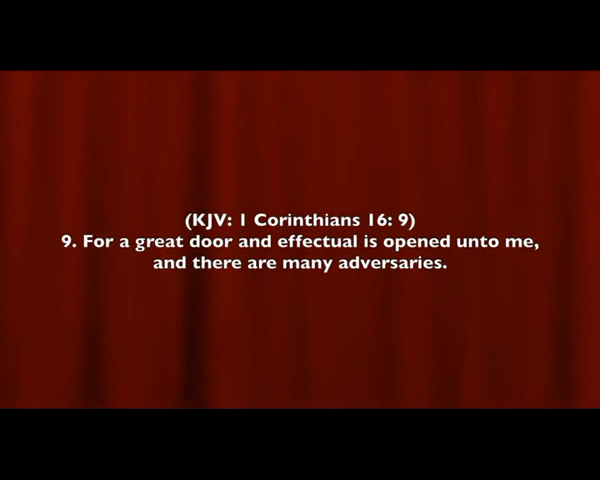 (KJV: 1 Corinthians 16: 9)
9. For a great door and effectual is opened unto me,
and there are many adversaries.